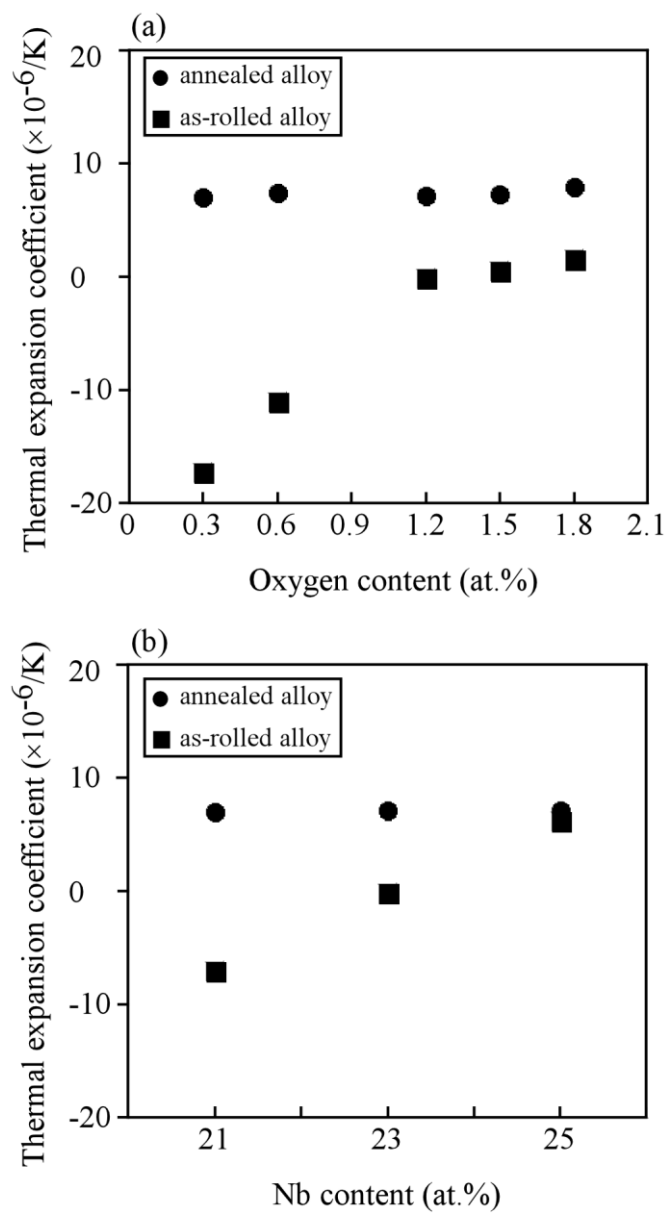 (a)
Thermal expansion coefficient (×10⁻⁶/K)
20
10
0
-10
-20
annealed alloy
as-rolled alloy
0 0.3 0.6 0.9 1.2 1.5 1.8 2.1
Oxygen content (at.%)
(b)
Thermal expansion coefficient (×10⁻⁶/K)
20
10
0
-10
-20
annealed alloy
as-rolled alloy
21 23 25
Nb content (at.%)